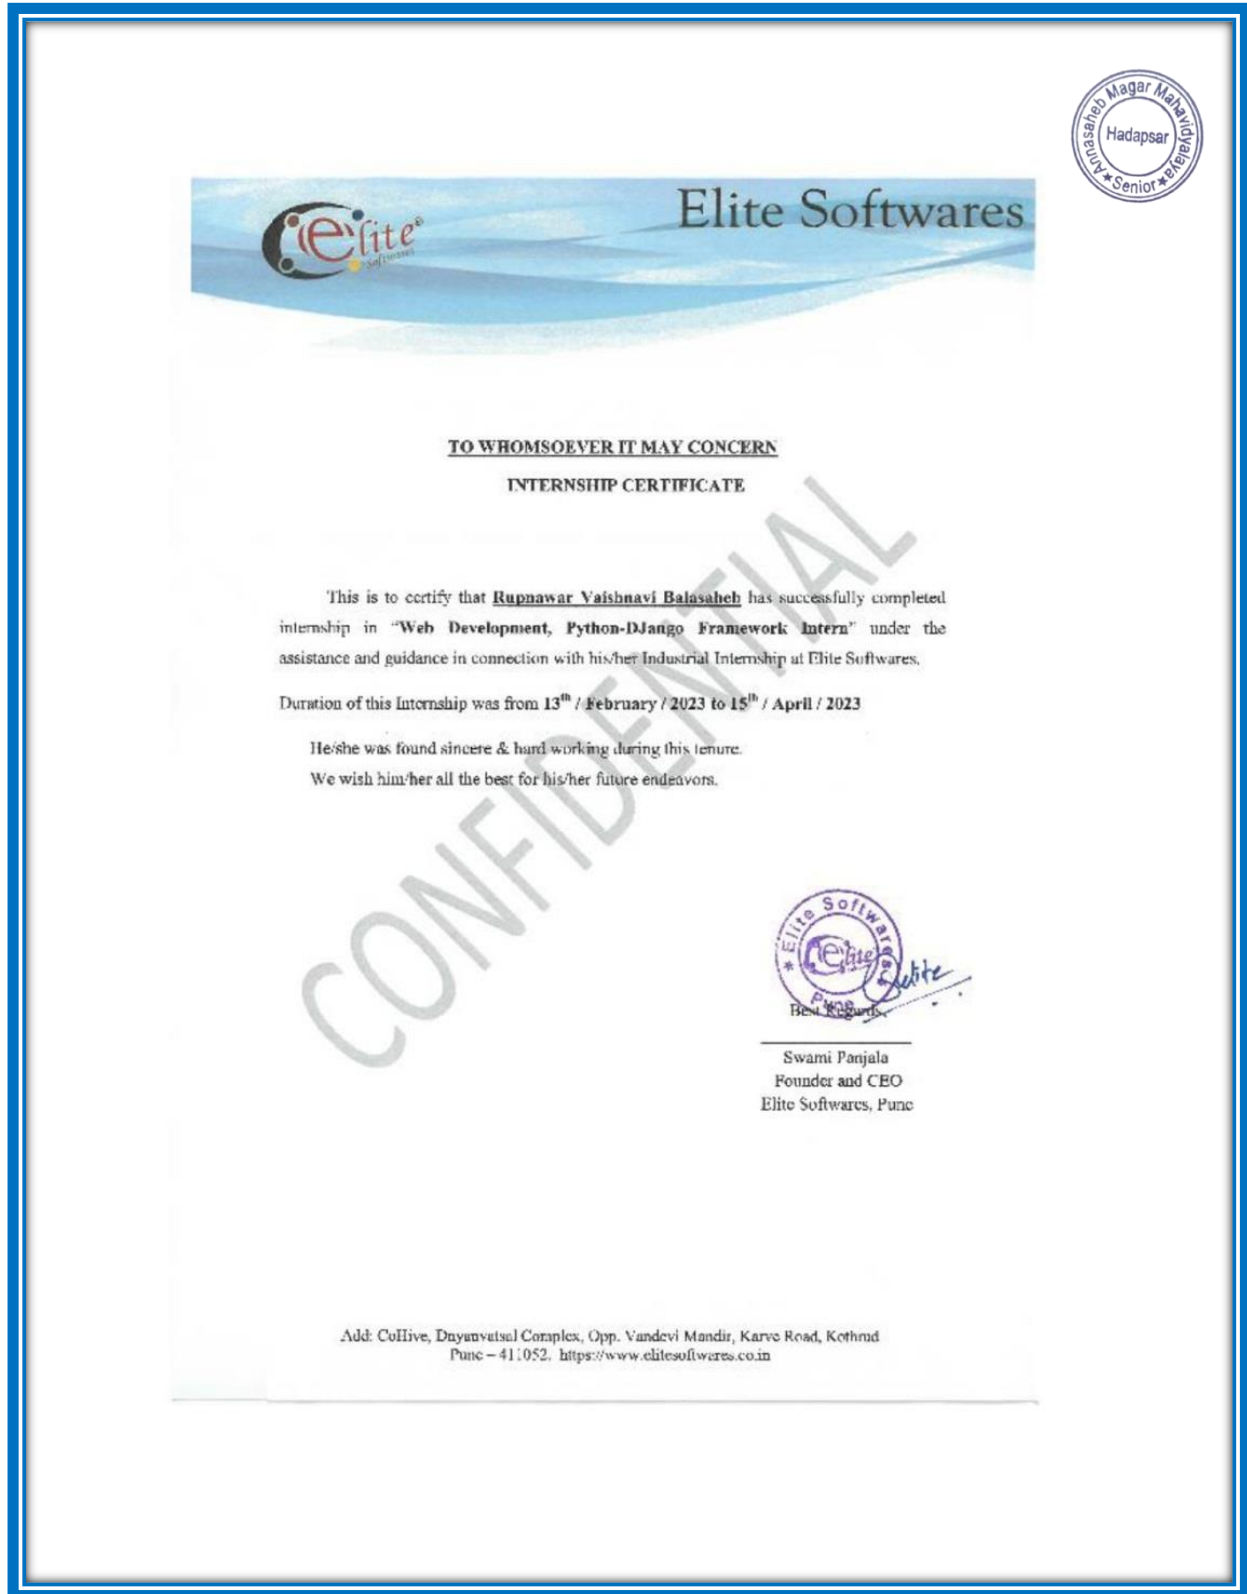 Annasaheb Magar Mahavidyalaya
Hadapsar
★ Senior ★
Elite®
Softwares
Elite Softwares
TO WHOMSOEVER IT MAY CONCERN
INTERNSHIP CERTIFICATE
This is to certify that Rupnawar Vaishnavi Balasaheb has successfully completed
internship in “Web Development, Python-DJango Framework Intern” under the
assistance and guidance in connection with his/her Industrial Internship at Elite Softwares.
Duration of this Internship was from 13th / February / 2023 to 15th / April / 2023
He/she was found sincere & hard working during this tenure.
We wish him/her all the best for his/her future endeavors.
CONFIDENTIAL
★ Elite Softwares ★
Elite
Pune
Best Regards,
Swami Panjala
Founder and CEO
Elite Softwares, Pune
Add: CoHive, Dnyanvatsal Complex, Opp. Vandevi Mandir, Karve Road, Kothrud
Pune – 411052. https://www.elitesoftwares.co.in